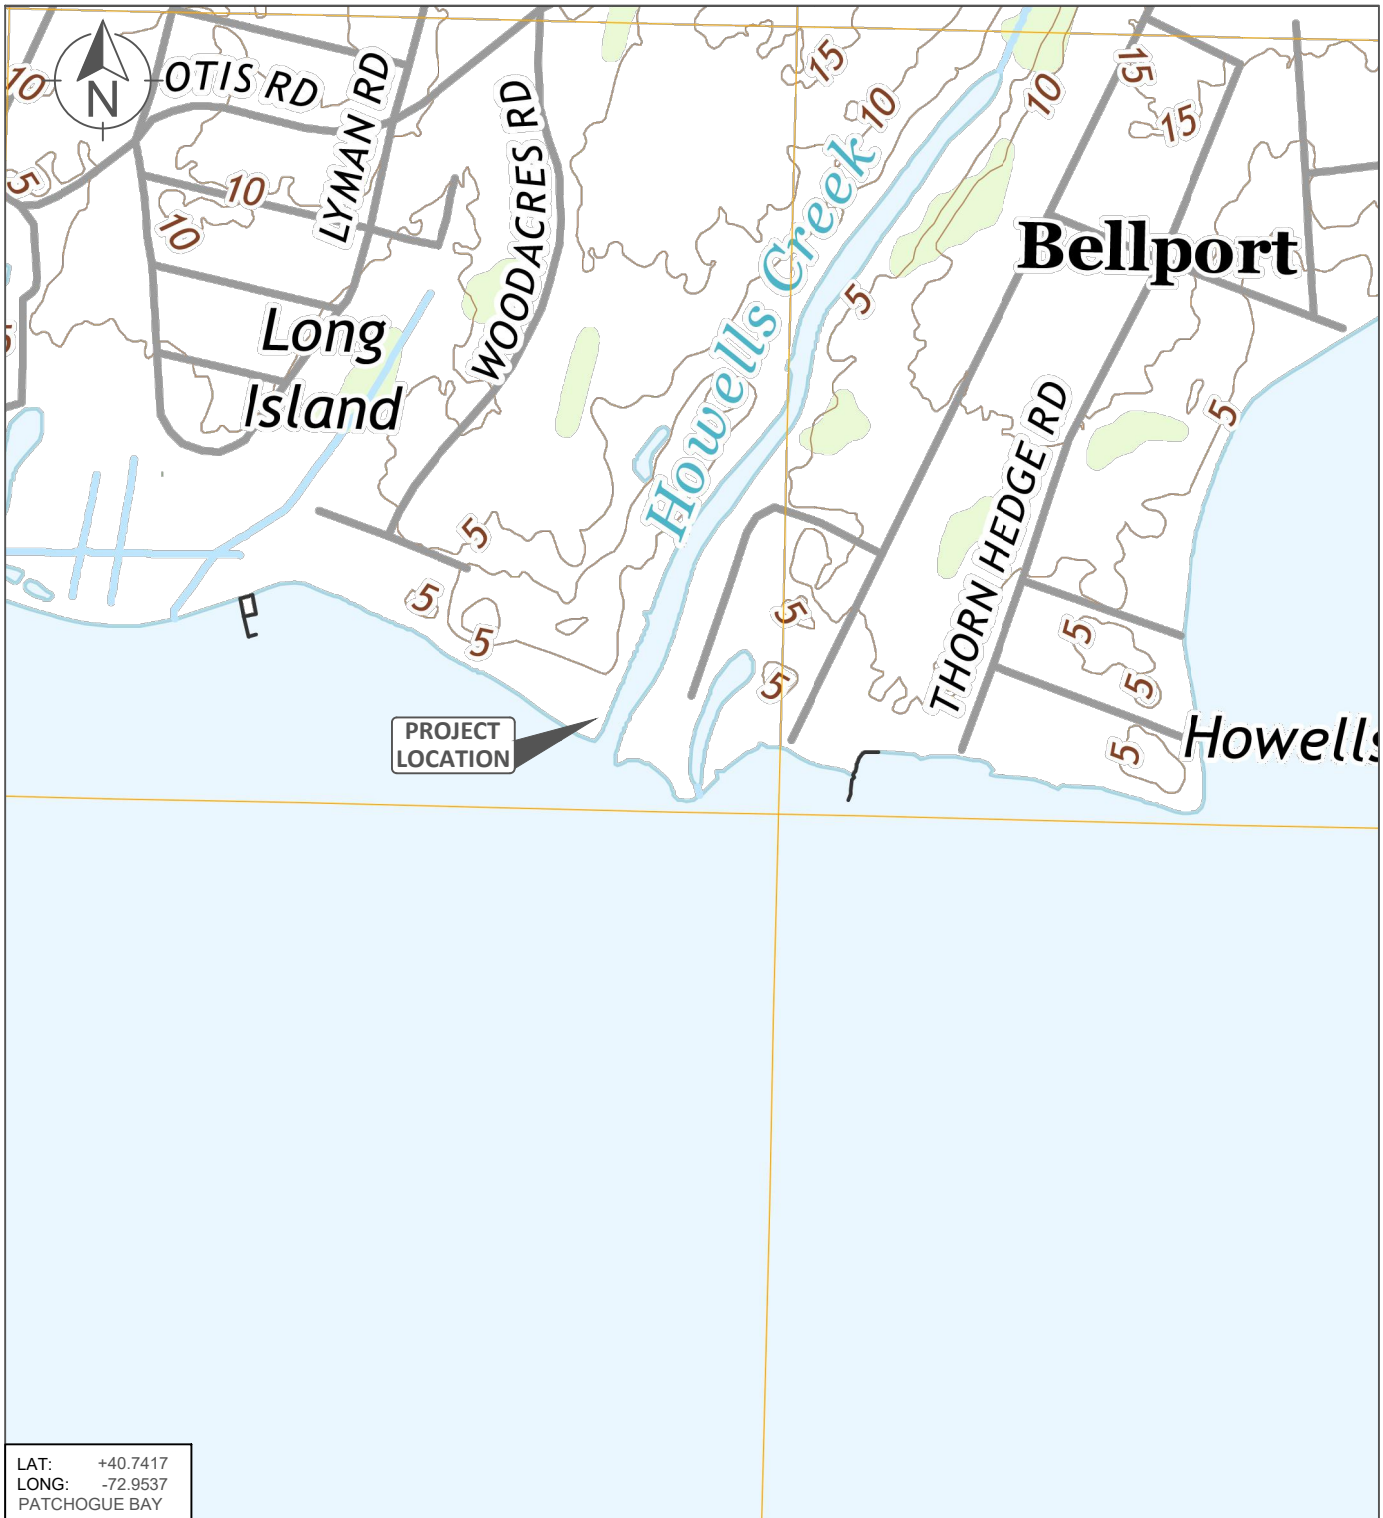 N
OTIS RD
LYMAN RD
WOODACRES RD
Howells Creek
Bellport
THORN HEDGE RD
Long
Island
10
5
10
10
5
15
10
10
15
15
5
5
5
5
5
5
5
5
5
5
PROJECT
LOCATION
Howells
LAT: +40.7417
LONG: -72.9537
PATCHOGUE BAY